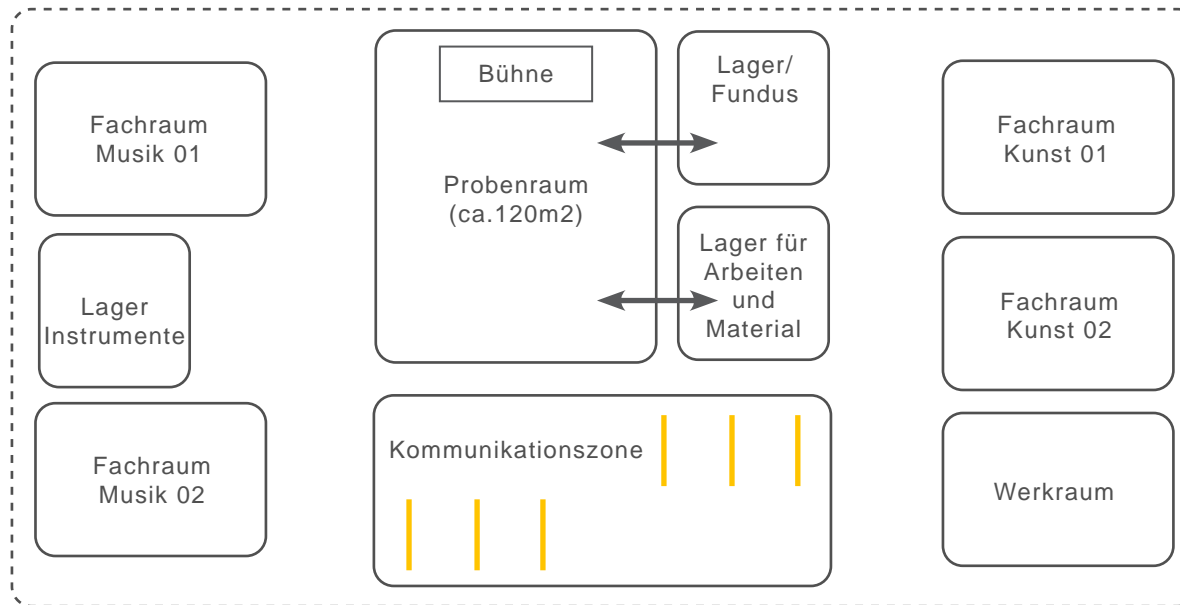 Fachraum
Musik 01
Lager
Instrumente
Fachraum
Musik 02
Bühne
Probenraum
(ca.120m2)
Lager/
Fundus
Lager für
Arbeiten
und
Material
Kommunikationszone
Fachraum
Kunst 01
Fachraum
Kunst 02
Werkraum